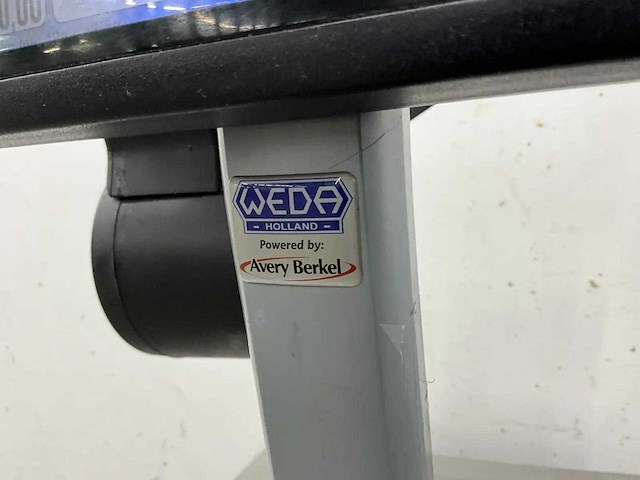 WEDA
- HOLLAND -
Powered by:
Avery Berkel